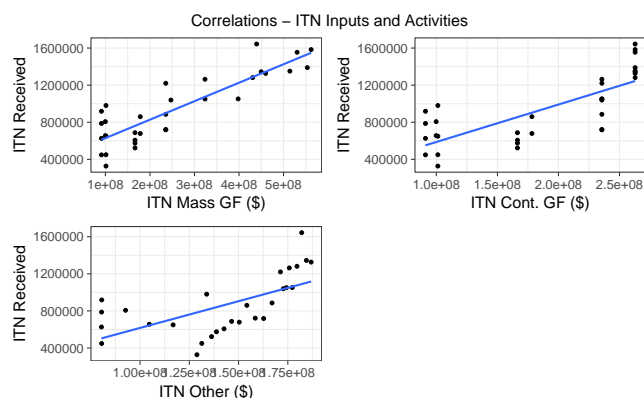 Correlations – ITN Inputs and Activities
ITN Received
1600000
1200000
800000
400000
1e+08
2e+08
3e+08
4e+08
5e+08
ITN Mass GF ($)
ITN Received
1600000
1200000
800000
400000
1.0e+08
1.5e+08
2.0e+08
2.5e+08
ITN Cont. GF ($)
ITN Received
1600000
1200000
800000
400000
1.00e+08
1.25e+08
1.50e+08
1.75e+08
ITN Other ($)